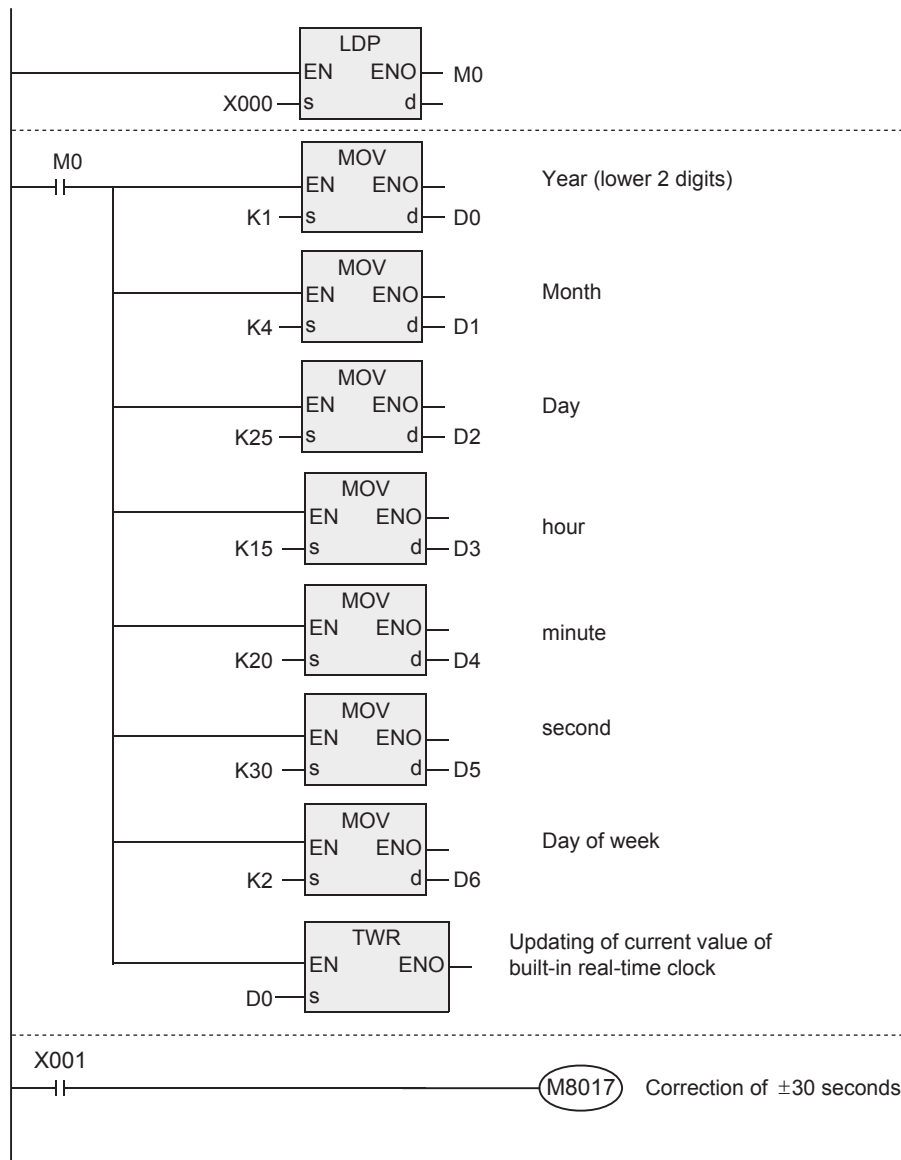 LDP
EN ENO M0
X000 s d
M0
MOV
EN ENO
Year (lower 2 digits)
K1 s d D0
MOV
EN ENO
Month
K4 s d D1
MOV
EN ENO
Day
K25 s d D2
MOV
EN ENO
hour
K15 s d D3
MOV
EN ENO
minute
K20 s d D4
MOV
EN ENO
second
K30 s d D5
MOV
EN ENO
Day of week
K2 s d D6
TWR
EN ENO
Updating of current value of
built-in real-time clock
D0 s
X001
M8017 Correction of ±30 seconds